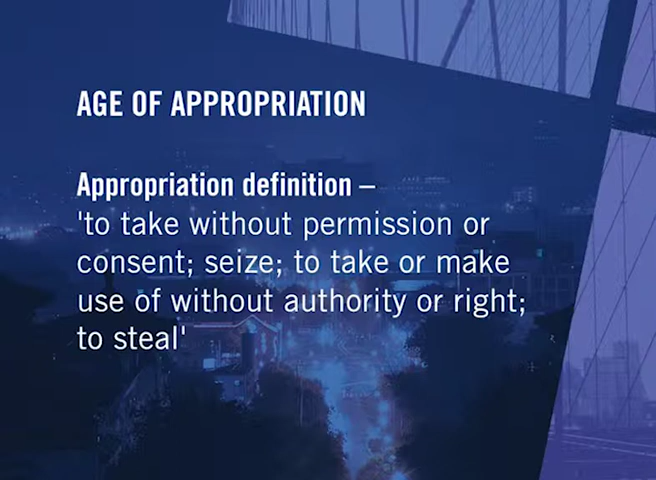 AGE OF APPROPRIATION
Appropriation definition –
'to take without permission or
consent; seize; to take or make
use of without authority or right;
to steal'